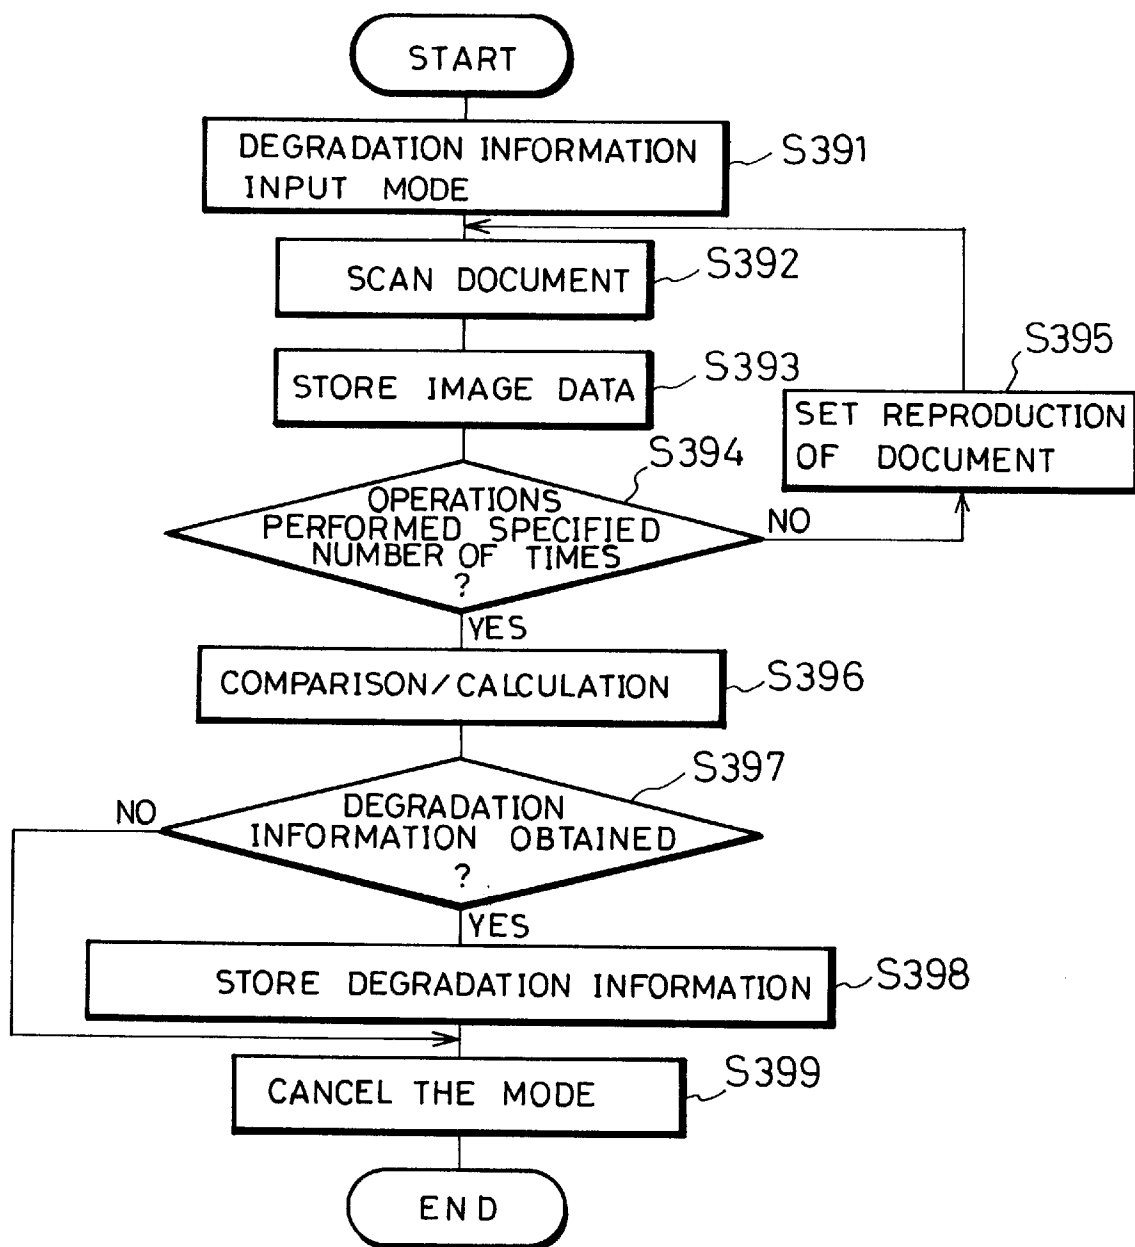 START
DEGRADATION INFORMATION
INPUT MODE
S391
SCAN DOCUMENT
S392
STORE IMAGE DATA
S393
S395
SET REPRODUCTION
OF DOCUMENT
S394
OPERATIONS
PERFORMED SPECIFIED
NUMBER OF TIMES
?
NO
YES
COMPARISON/CALCULATION
S396
S397
NO
DEGRADATION
INFORMATION OBTAINED
?
YES
STORE DEGRADATION INFORMATION
S398
CANCEL THE MODE
S399
END